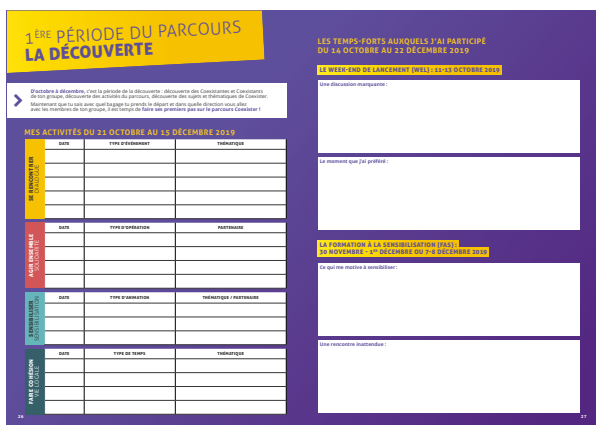 1ÈRE PÉRIODE DU PARCOURS
LA DÉCOUVERTE
D'octobre à décembre, c'est la période de la découverte : découverte des Coexistantes et Coexistants
de ton groupe, découverte des activités du parcours, découverte des sujets et thématiques de Coexister.
Maintenant que tu sais avec quel bagage tu prends le départ et dans quelle direction vous allez
avec les membres de ton groupe, il est temps de faire ses premiers pas sur le parcours Coexister !
MES ACTIVITÉS DU 21 OCTOBRE AU 15 DÉCEMBRE 2019
SE RENCONTRER
DIALOGUE
DATE TYPE D'ÉVÉNEMENT THÉMATIQUE
AGIR ENSEMBLE
SOLIDARITÉ
DATE TYPE D'OPÉRATION PARTENAIRE
SENSIBILISER
SENSIBILISATION
DATE TYPE D'ANIMATION THÉMATIQUE / PARTENAIRE
FAIRE COHÉSION
VIE LOCALE
DATE TYPE DE TEMPS THÉMATIQUE
26
LES TEMPS-FORTS AUXQUELS J'AI PARTICIPÉ
DU 14 OCTOBRE AU 22 DÉCEMBRE 2019
LE WEEK-END DE LANCEMENT (WEL) : 11-13 OCTOBRE 2019
Une discussion marquante :
Le moment que j'ai préféré :
LA FORMATION À LA SENSIBILISATION (FAS) :
30 NOVEMBRE - 1ER DÉCEMBRE OU 7-8 DÉCEMBRE 2019
Ce qui me motive à sensibiliser :
Une rencontre inattendue :
27